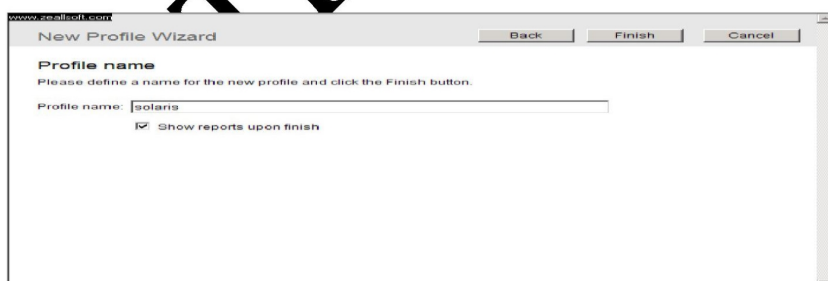 www.zeallsoft.com
New Profile Wizard
Back
Finish
Cancel
Profile name
Please define a name for the new profile and click the Finish button.
Profile name: solaris
Show reports upon finish